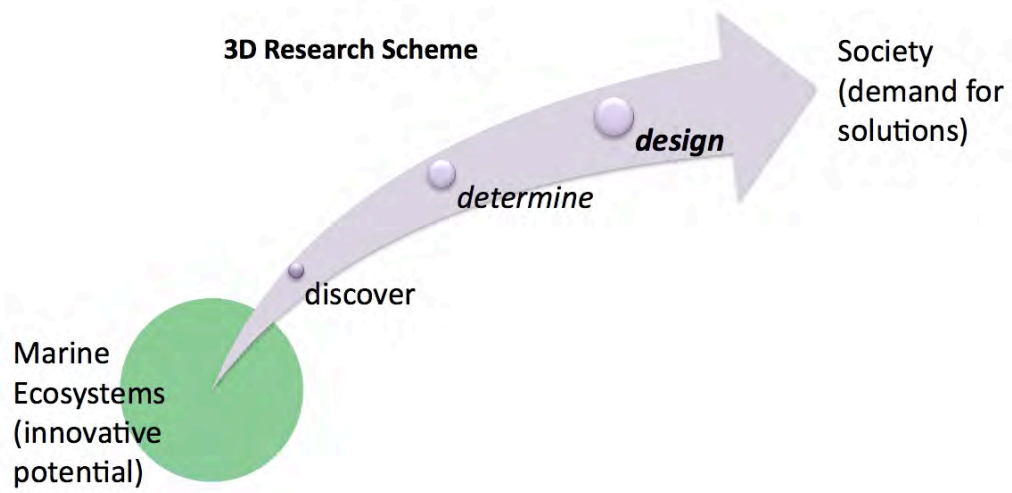 3D Research Scheme
Society
(demand for
solutions)
design
determine
discover
Marine
Ecosystems
(innovative
potential)